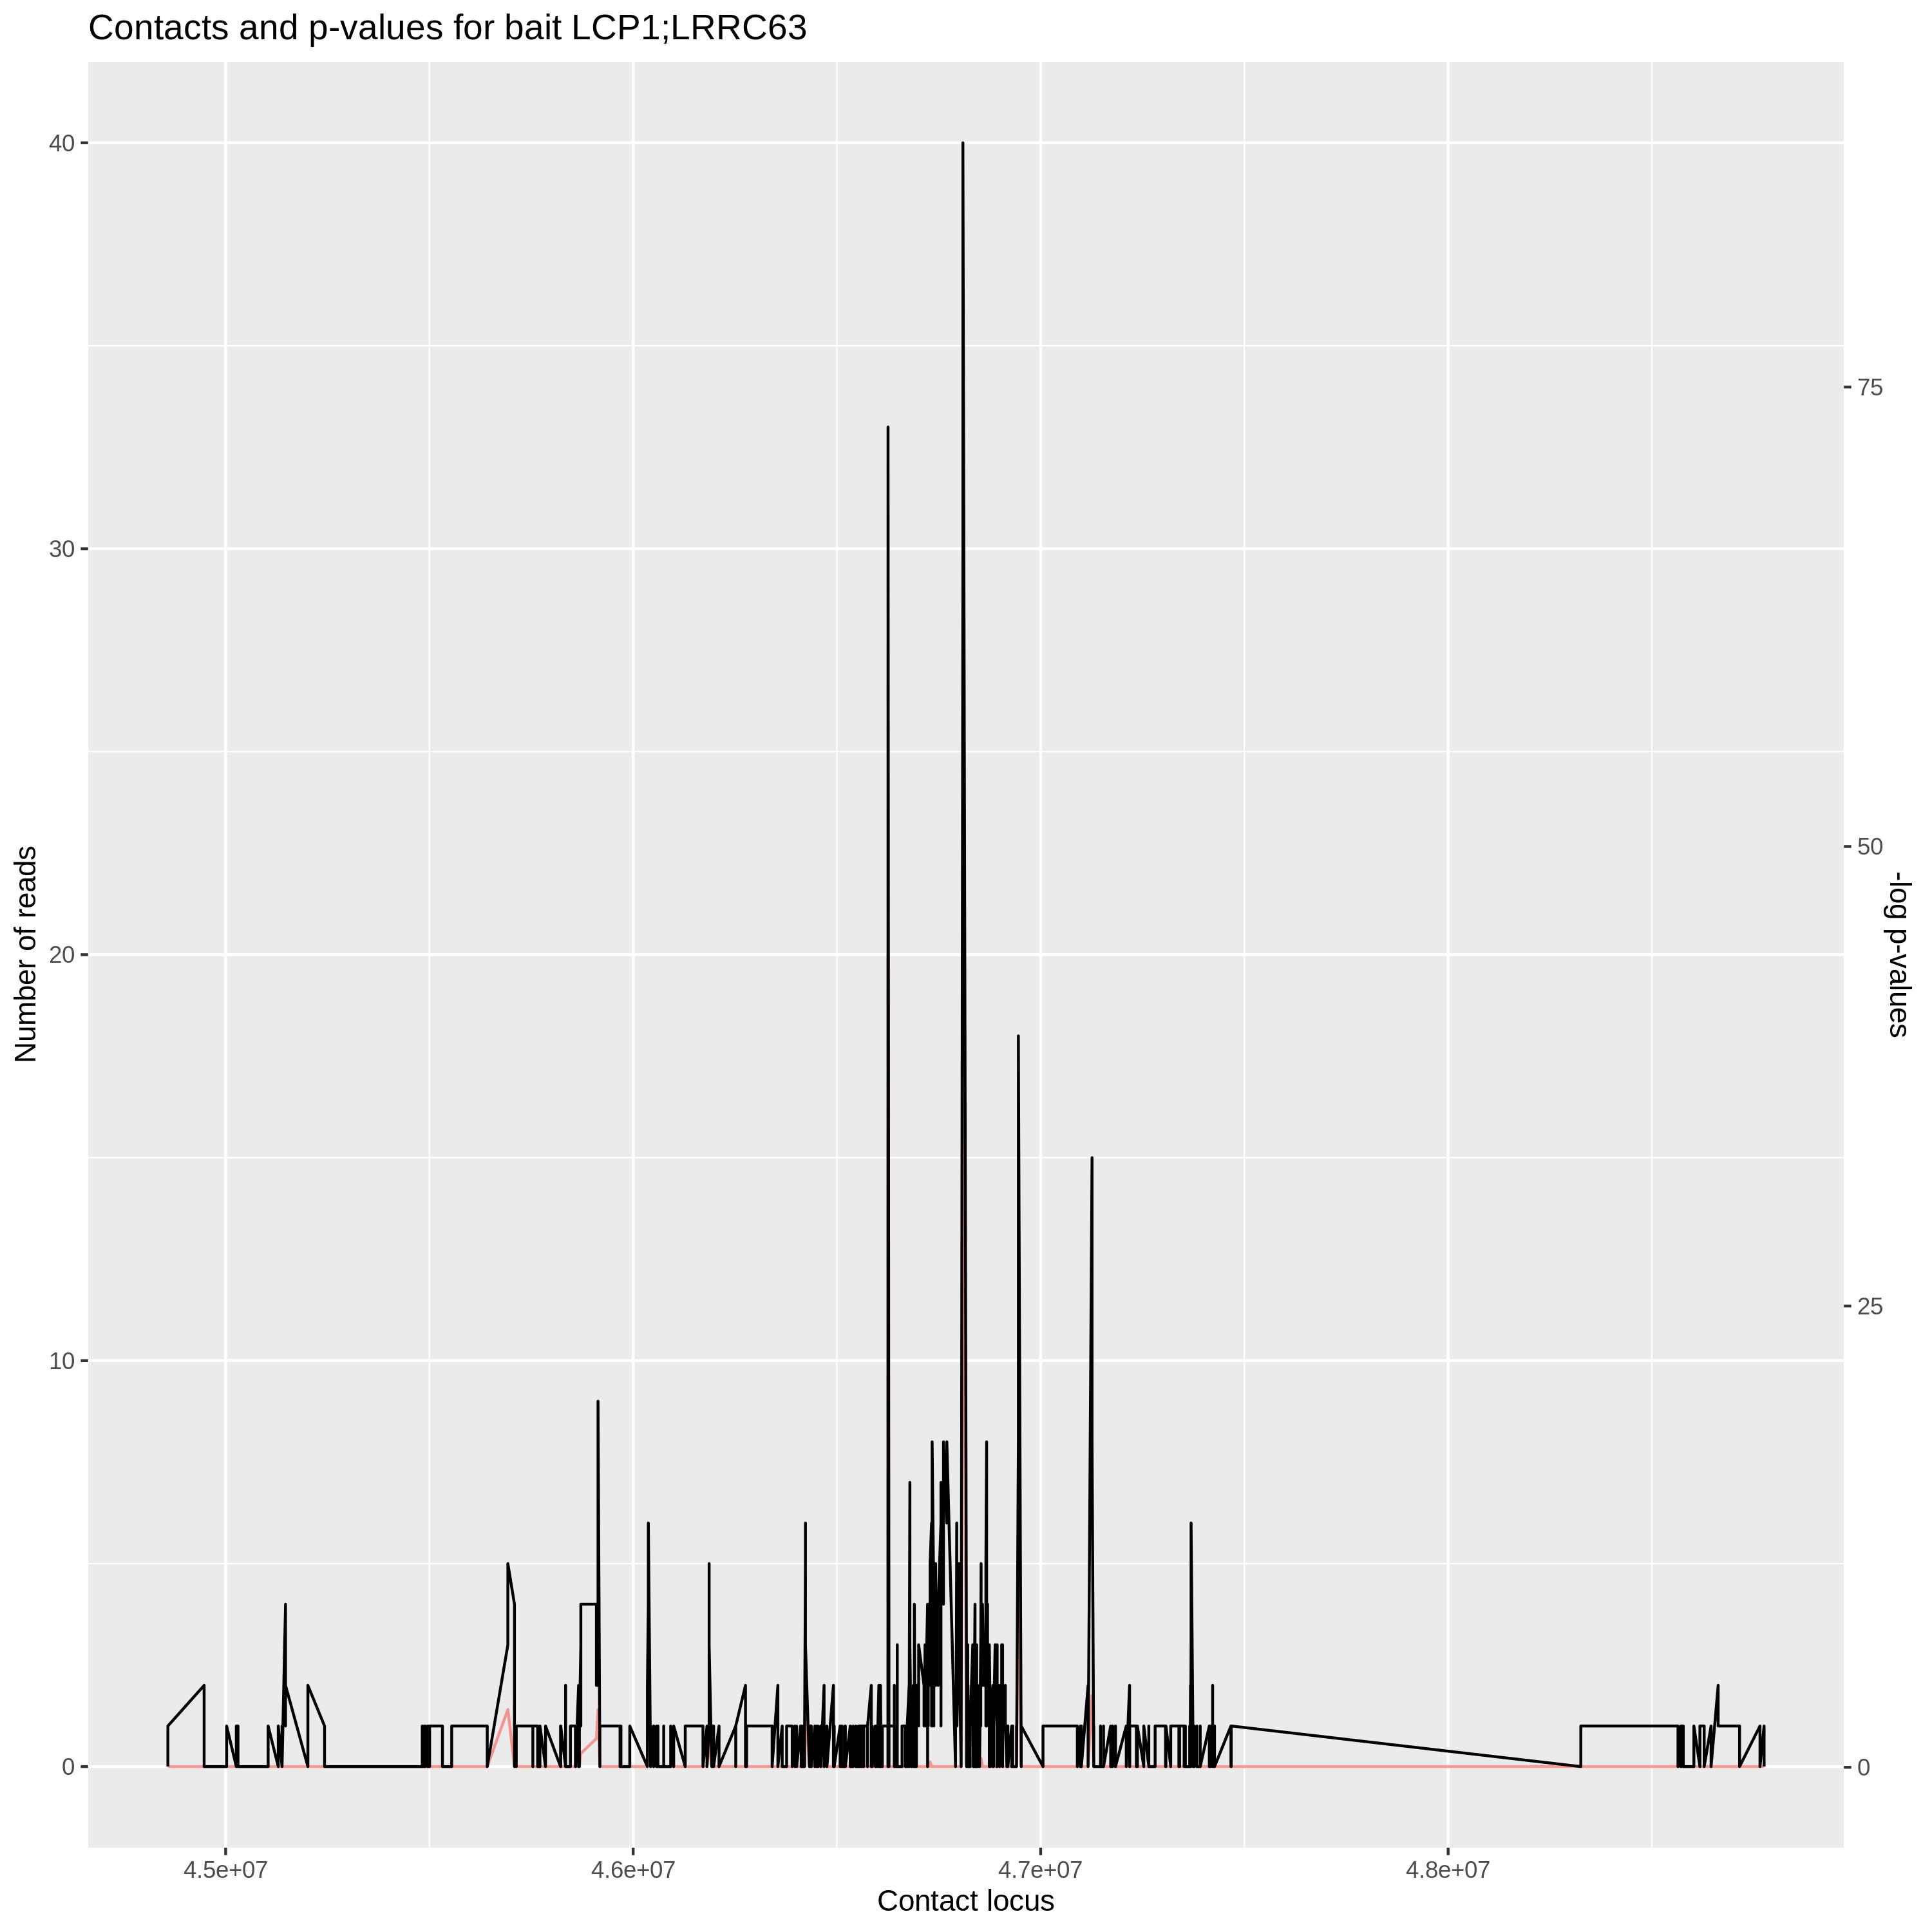 Contacts and p-values for bait LCP1;LRRC63
40
30
20
10
0
Number of reads
75
50
25
0
-log p-values
4.5e+07
4.6e+07
4.7e+07
4.8e+07
Contact locus